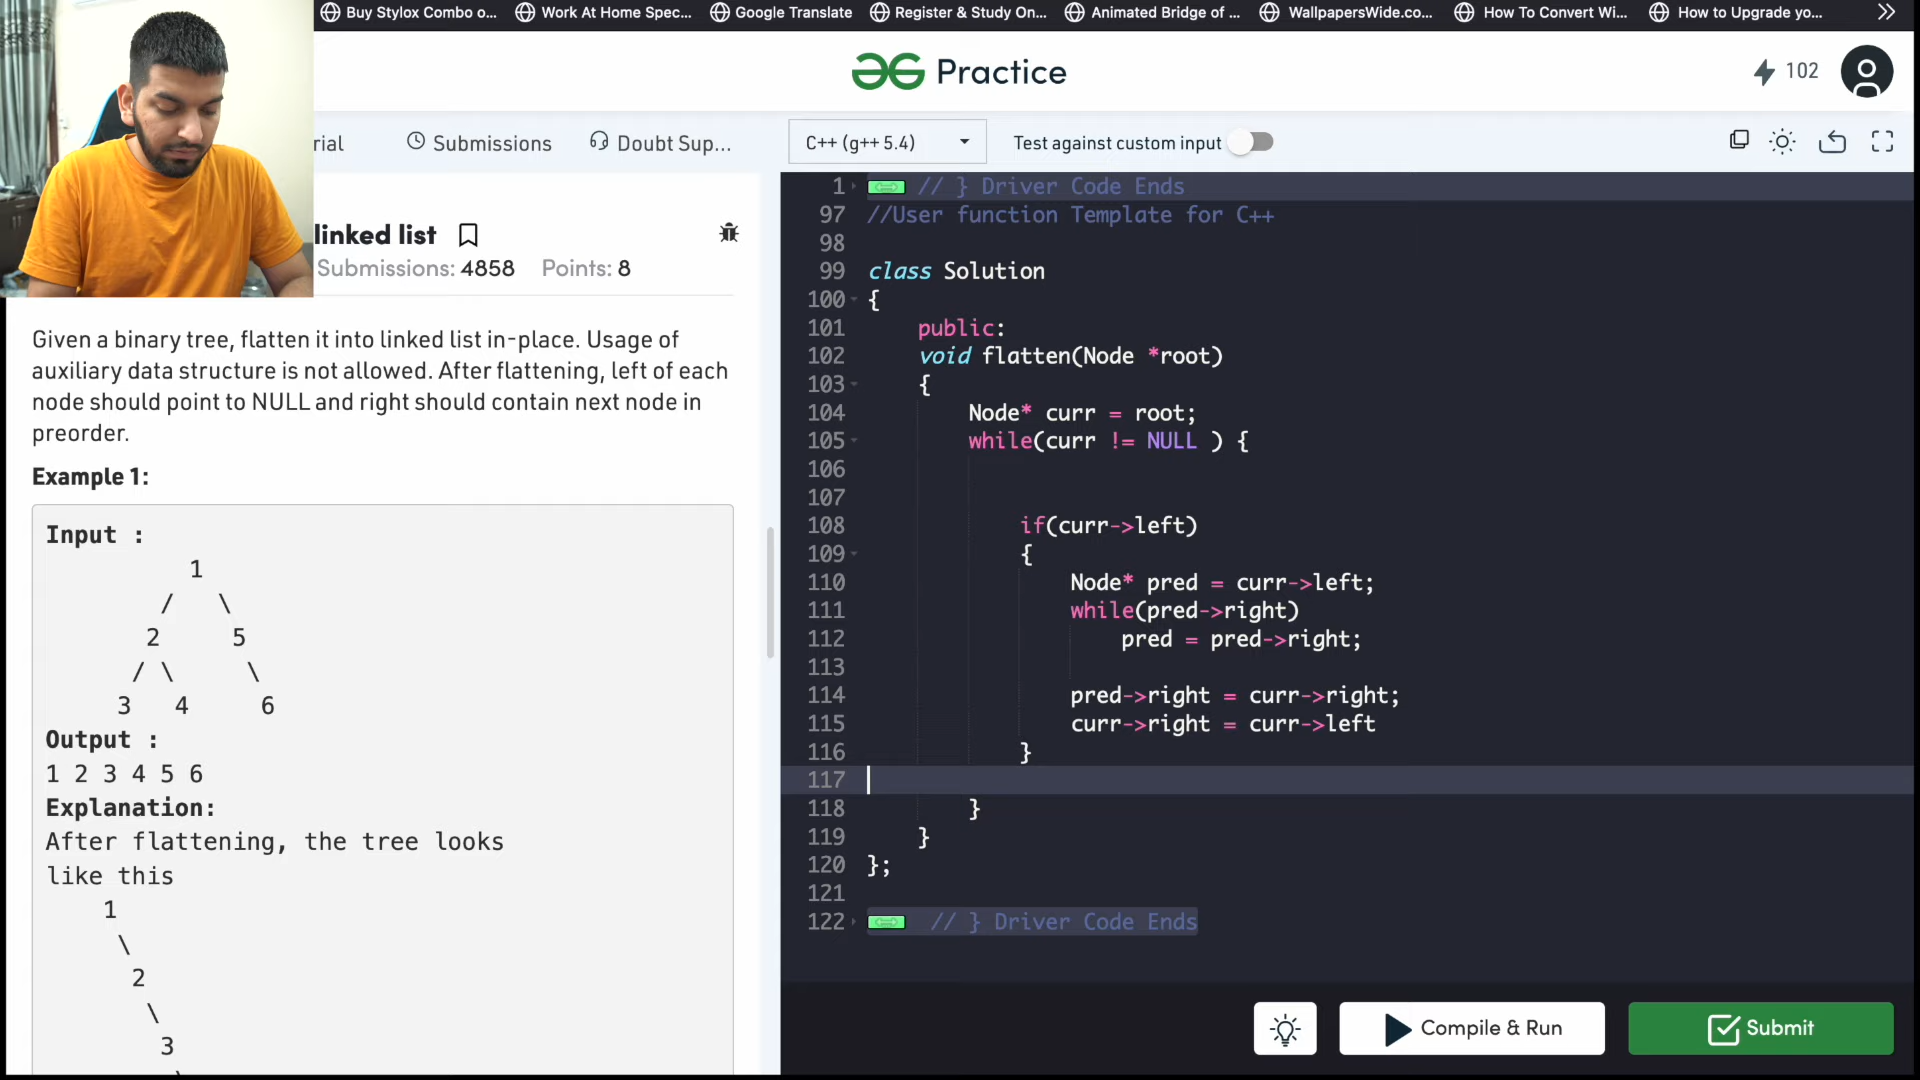 Buy Stylox Combo o... Work At Home Spec... Google Translate Register & Study On... Animated Bridge of ... WallpapersWide.co... How To Convert Wi... How to Upgrade yo...
Practice
102
rial Submissions Doubt Sup...
C++ (g++ 5.4) Test against custom input
linked list
Submissions: 4858 Points: 8
Given a binary tree, flatten it into linked list in-place. Usage of
auxiliary data structure is not allowed. After flattening, left of each
node should point to NULL and right should contain next node in
preorder.
Example 1:
Input :
1
/ \
2 5
/ \ \
3 4 6
Output :
1 2 3 4 5 6
Explanation:
After flattening, the tree looks
like this
1
\
2
\
3
\
1 // } Driver Code Ends
97 //User function Template for C++
98
99 class Solution
100 {
101 public:
102 void flatten(Node *root)
103 {
104 Node* curr = root;
105 while(curr != NULL ) {
106
107
108 if(curr->left)
109 {
110 Node* pred = curr->left;
111 while(pred->right)
112 pred = pred->right;
113
114 pred->right = curr->right;
115 curr->right = curr->left
116 }
117
118 }
119 }
120 };
121
122 // } Driver Code Ends
Compile & Run Submit